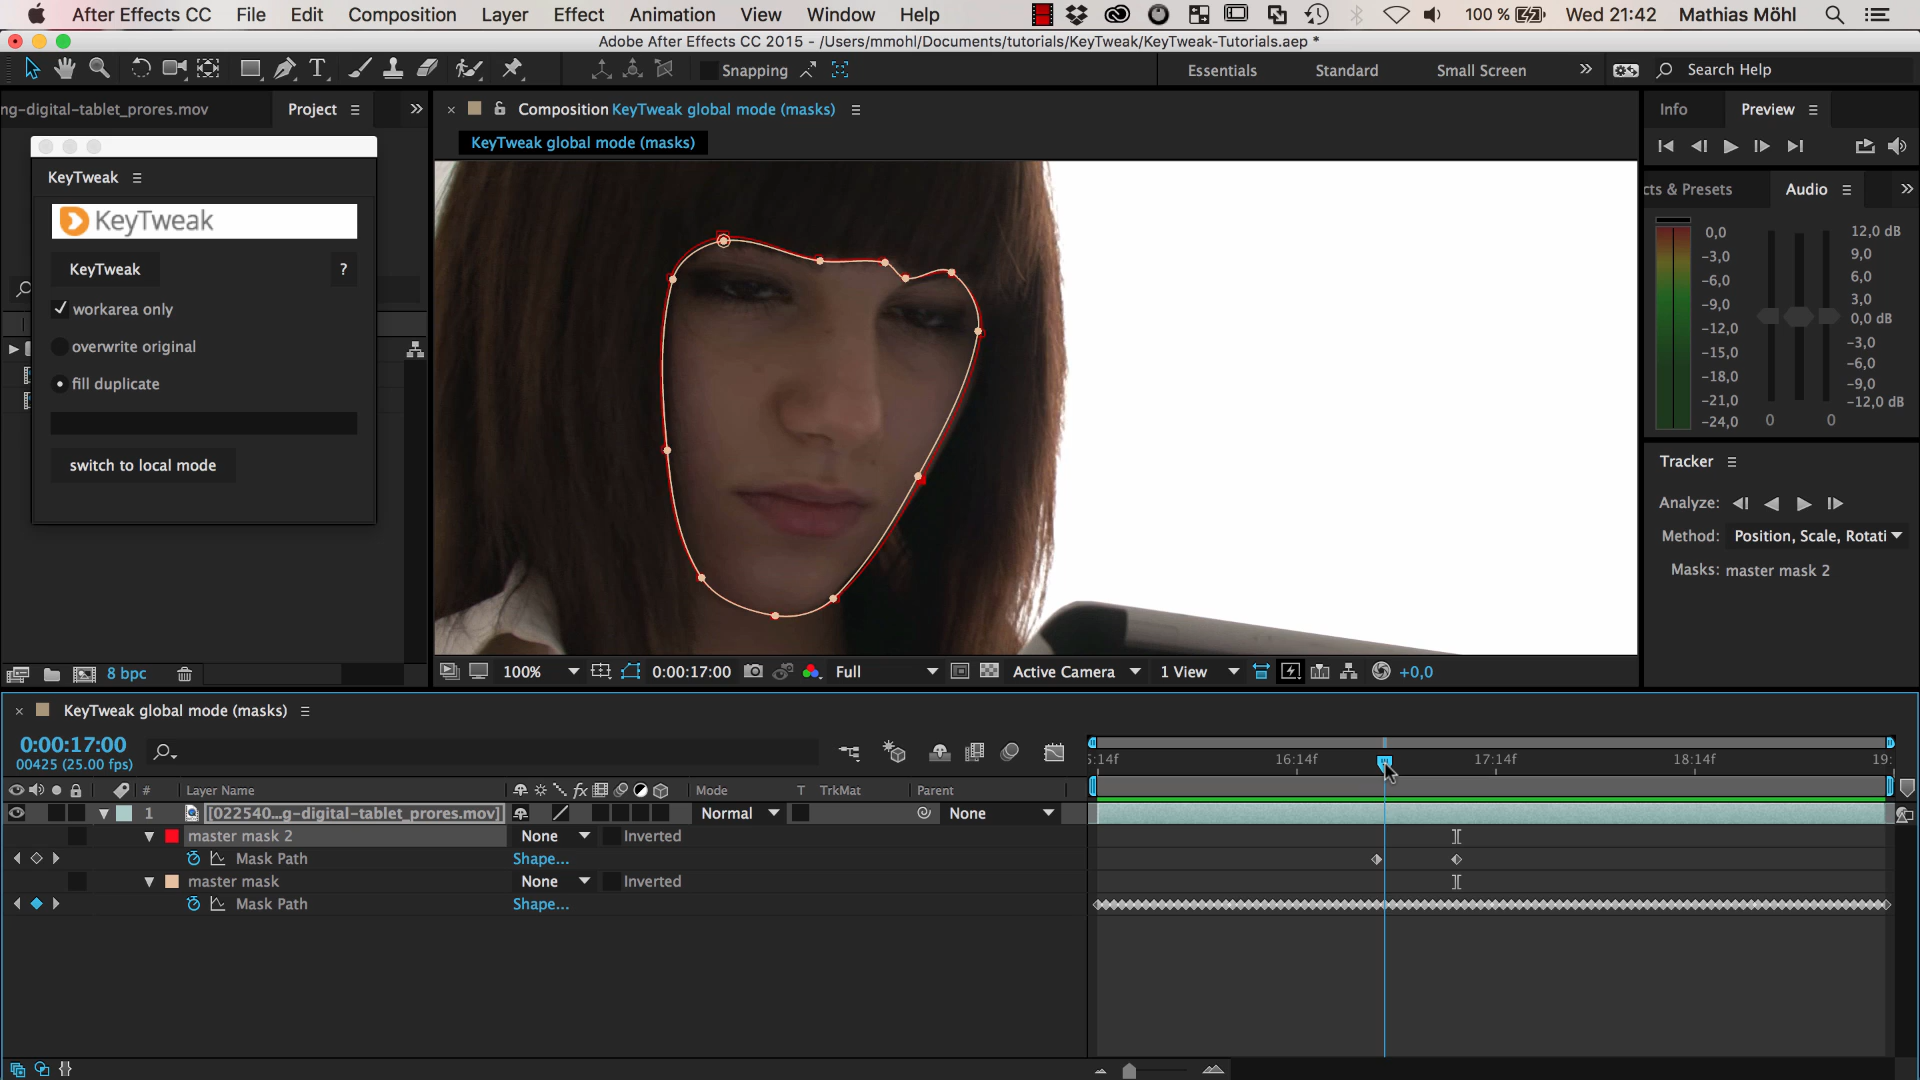 After Effects CC File Edit Composition Layer Effect Animation View Window Help 100 % Wed 21:42 Mathias Möhl
Adobe After Effects CC 2015 - /Users/mmohl/Documents/tutorials/KeyTweak/KeyTweak-Tutorials.aep *
T Snapping Essentials Standard Small Screen » Search Help
ng-digital-tablet_prores.mov Project » × Composition KeyTweak global mode (masks) Info Preview
KeyTweak global mode (masks)
KeyTweak
cts & Presets Audio »
KeyTweak
KeyTweak ?
workarea only
overwrite original
fill duplicate
switch to local mode
0,0
-3,0
-6,0
-9,0
-12,0
-15,0
-18,0
-21,0
-24,0
12,0 dB
9,0
6,0
3,0
0,0 dB
-3,0
-6,0
-9,0
-12,0 dB
0 0
Tracker
Analyze:
Method: Position, Scale, Rotati
Masks: master mask 2
8 bpc 100% 0:00:17:00 Full Active Camera 1 View +0,0
× KeyTweak global mode (masks)
0:00:17:00
00425 (25.00 fps)
5:14f 16:14f 17:14f 18:14f 19:
# Layer Name fx Mode T TrkMat Parent
1 [022540...g-digital-tablet_prores.mov] Normal None
master mask 2 None Inverted
Mask Path Shape...
master mask None Inverted
Mask Path Shape...